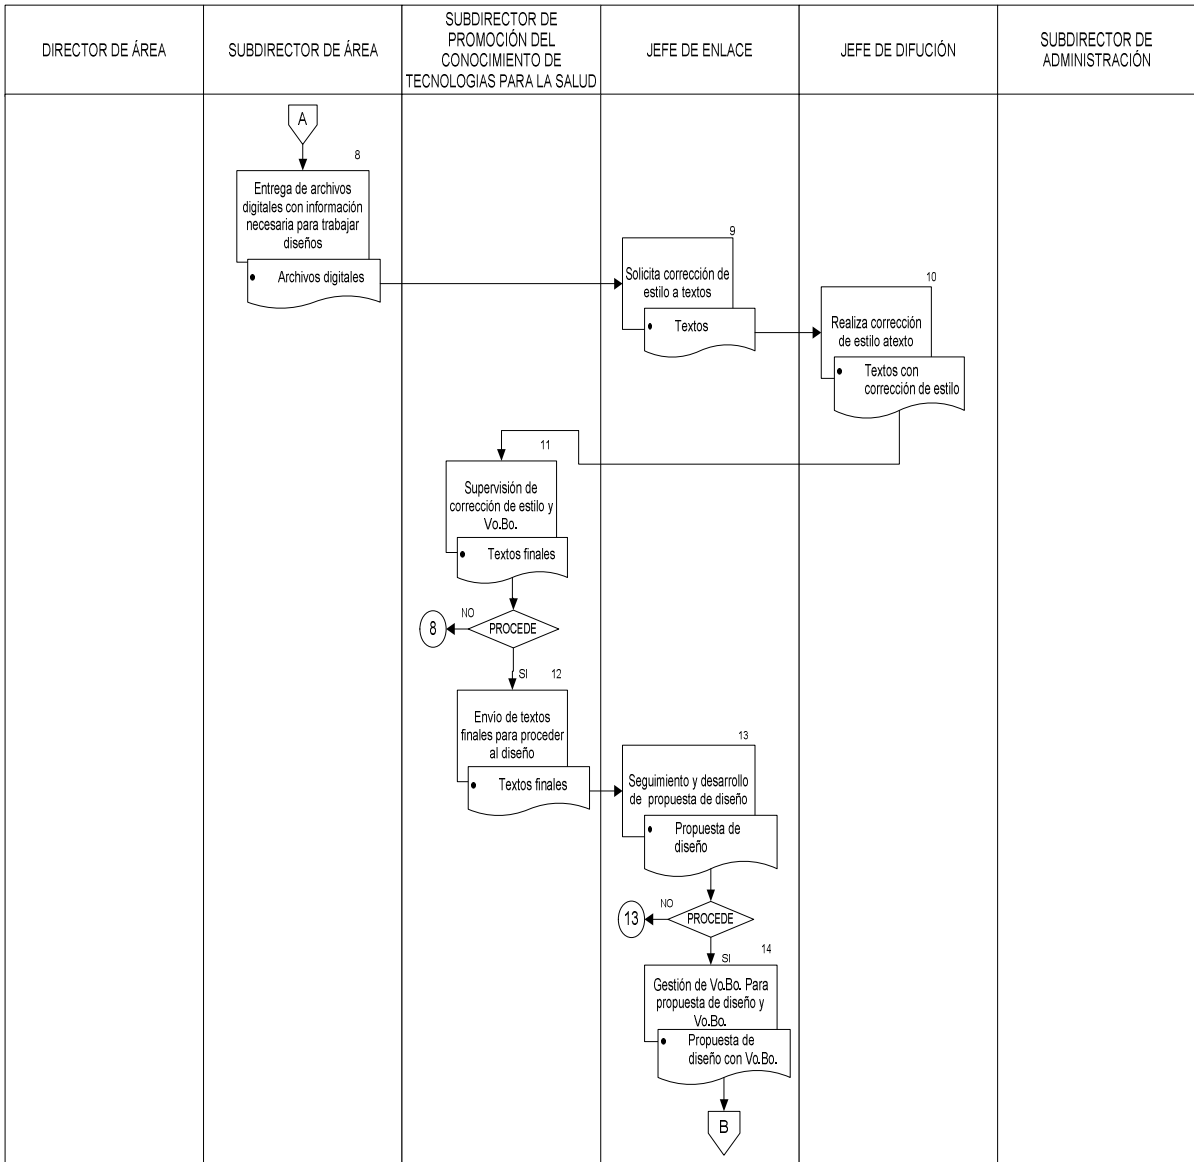 DIRECTOR DE ÁREA
SUBDIRECTOR DE ÁREA
SUBDIRECTOR DE
PROMOCIÓN DEL
CONOCIMIENTO DE
TECNOLOGIAS PARA LA SALUD
JEFE DE ENLACE
JEFE DE DIFUCIÓN
SUBDIRECTOR DE
ADMINISTRACIÓN
A
8
Entrega de archivos
digitales con información
necesaria para trabajar
diseños
• Archivos digitales
9
Solicita corrección de
estilo a textos
• Textos
10
Realiza corrección
de estilo atexto
• Textos con
corrección de estilo
11
Supervisión de
corrección de estilo y
Vo.Bo.
• Textos finales
8
NO
PROCEDE
SI
12
Envío de textos
finales para proceder
al diseño
• Textos finales
13
Seguimiento y desarrollo
de propuesta de diseño
• Propuesta de
diseño
13
NO
PROCEDE
SI
14
Gestión de Vo.Bo. Para
propuesta de diseño y
Vo.Bo.
• Propuesta de
diseño con Vo.Bo.
B